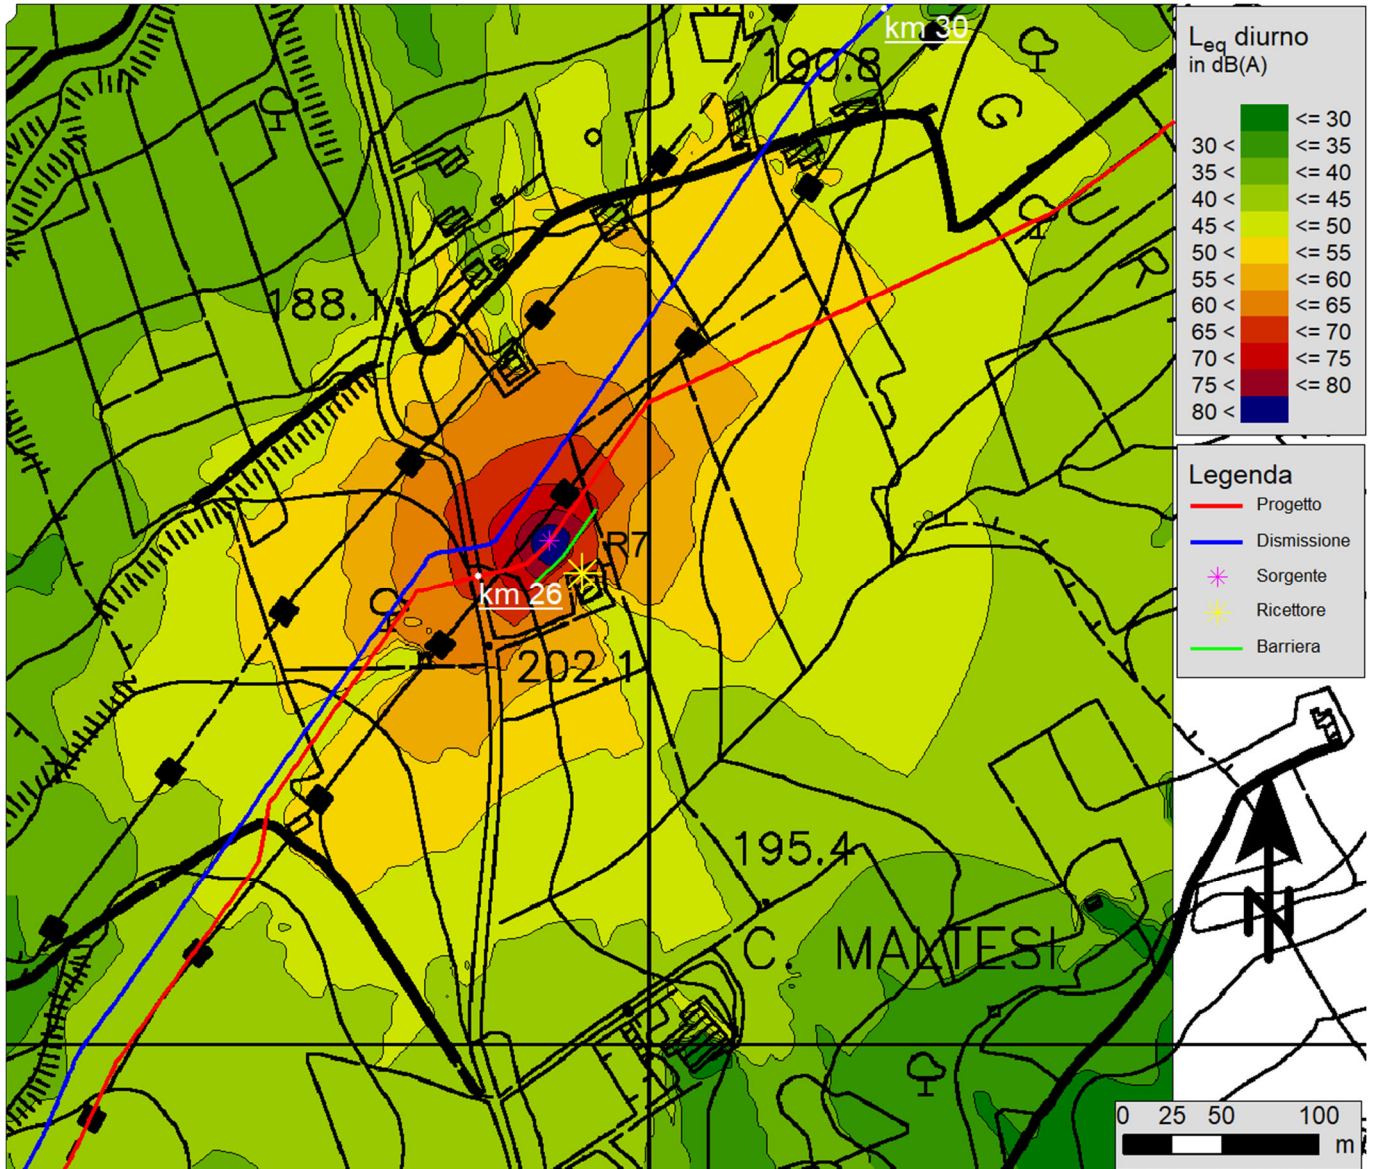 km 30
190.8
G
C
R
188.1
R7
km 26
202.1
195.4
C. MALTESI
Leq diurno
in dB(A)
<= 30
30 < <= 35
35 < <= 40
40 < <= 45
45 < <= 50
50 < <= 55
55 < <= 60
60 < <= 65
65 < <= 70
70 < <= 75
75 < <= 80
80 <
Legenda
Progetto
Dismissione
Sorgente
Ricettore
Barriera
N
0 25 50 100
m